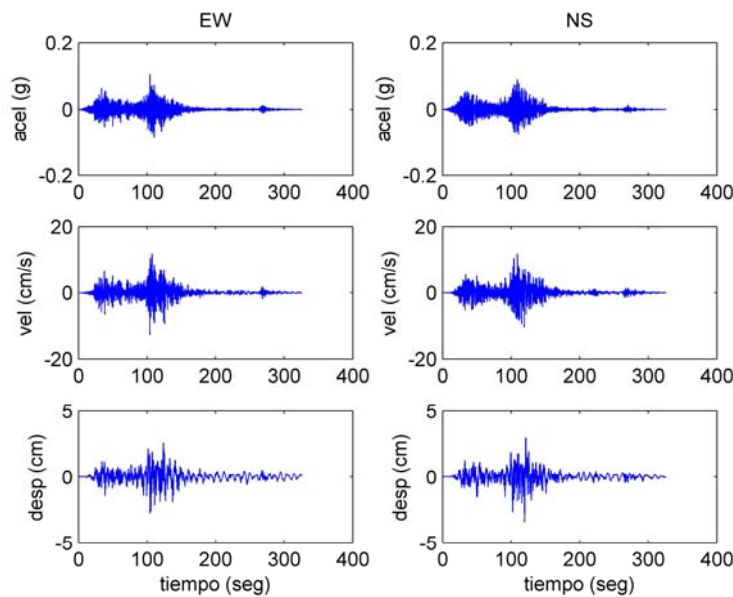 EW NS
0.2 0.2
acel (g) 0 acel (g) 0
-0.2 -0.2
0 100 200 300 400 0 100 200 300 400
20 20
vel (cm/s) 0 vel (cm/s) 0
-20 -20
0 100 200 300 400 0 100 200 300 400
5 5
desp (cm) 0 desp (cm) 0
-5 -5
0 100 200 300 400 0 100 200 300 400
tiempo (seg) tiempo (seg)